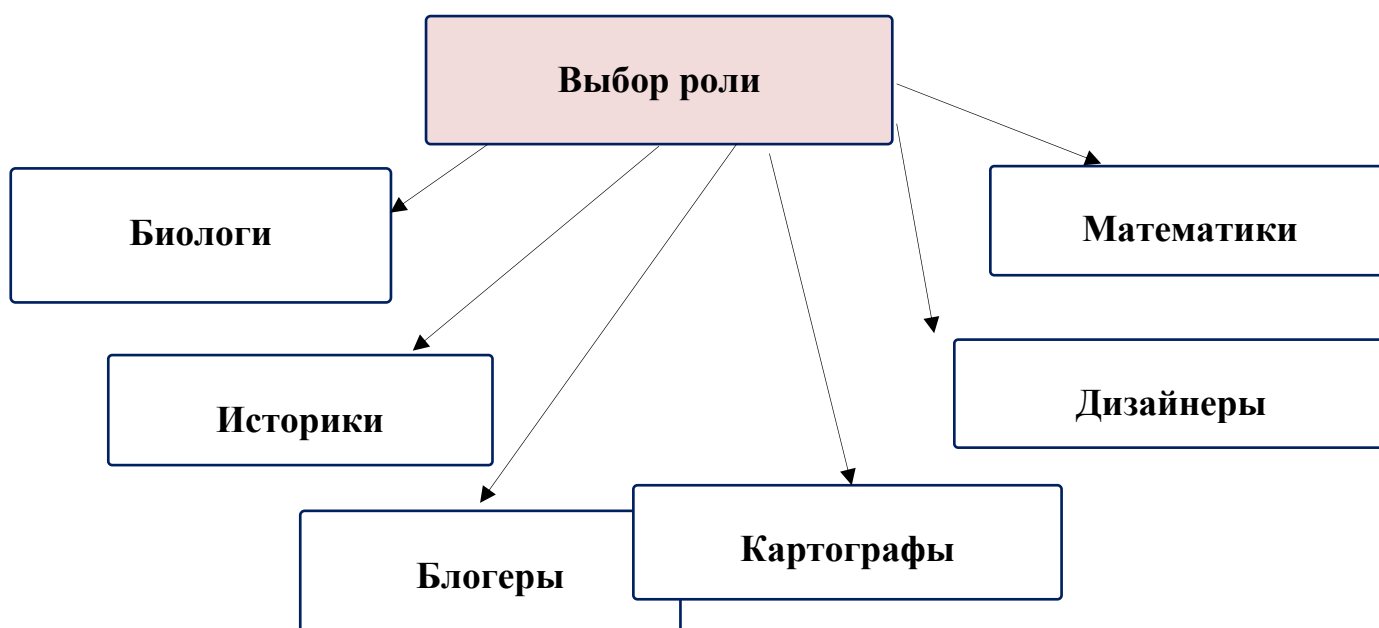 Выбор роли
Биологи
Математики
Историки
Дизайнеры
Блогеры
Картографы